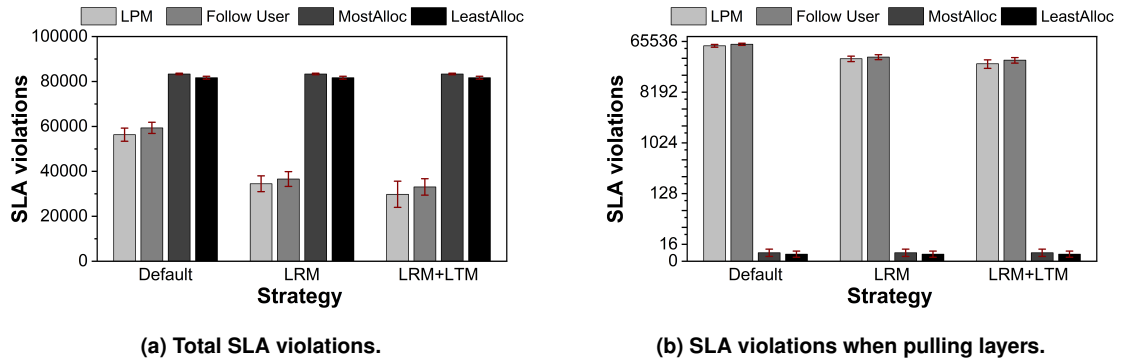 LPM Follow User MostAlloc LeastAlloc
100000
80000
60000
40000
20000
0
SLA violations
Default LRM LRM+LTM
Strategy
(a) Total SLA violations.
LPM Follow User MostAlloc LeastAlloc
65536
8192
1024
128
16
0
SLA violations
Default LRM LRM+LTM
Strategy
(b) SLA violations when pulling layers.